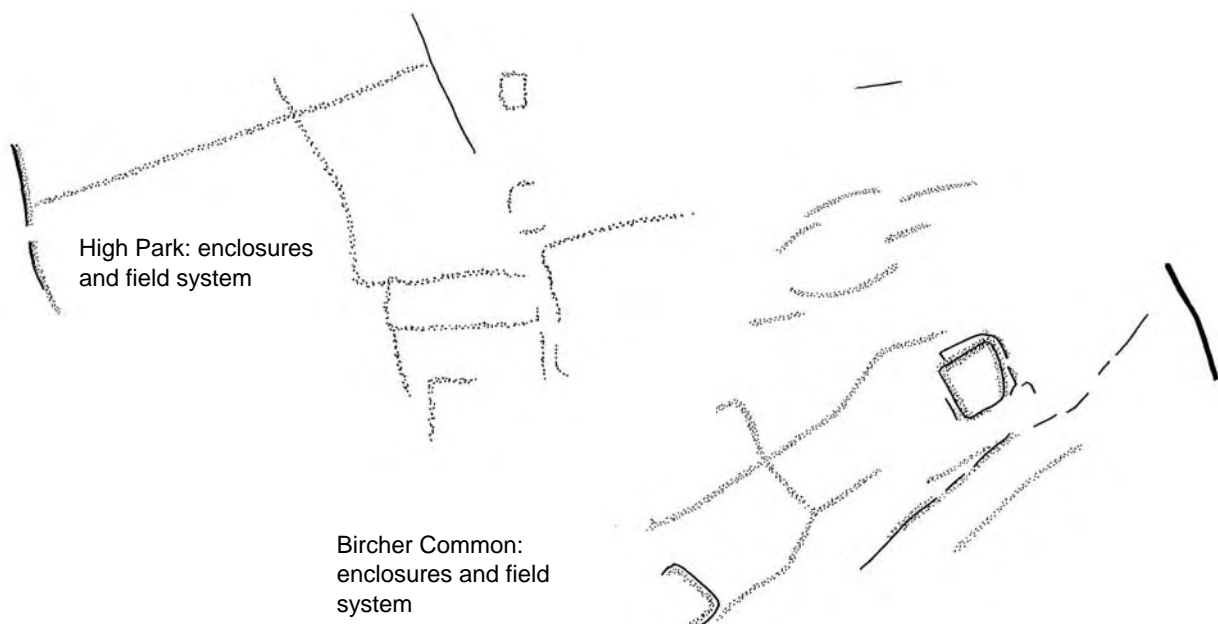 High Park: enclosures
and field system
Bircher Common:
enclosures and field
system